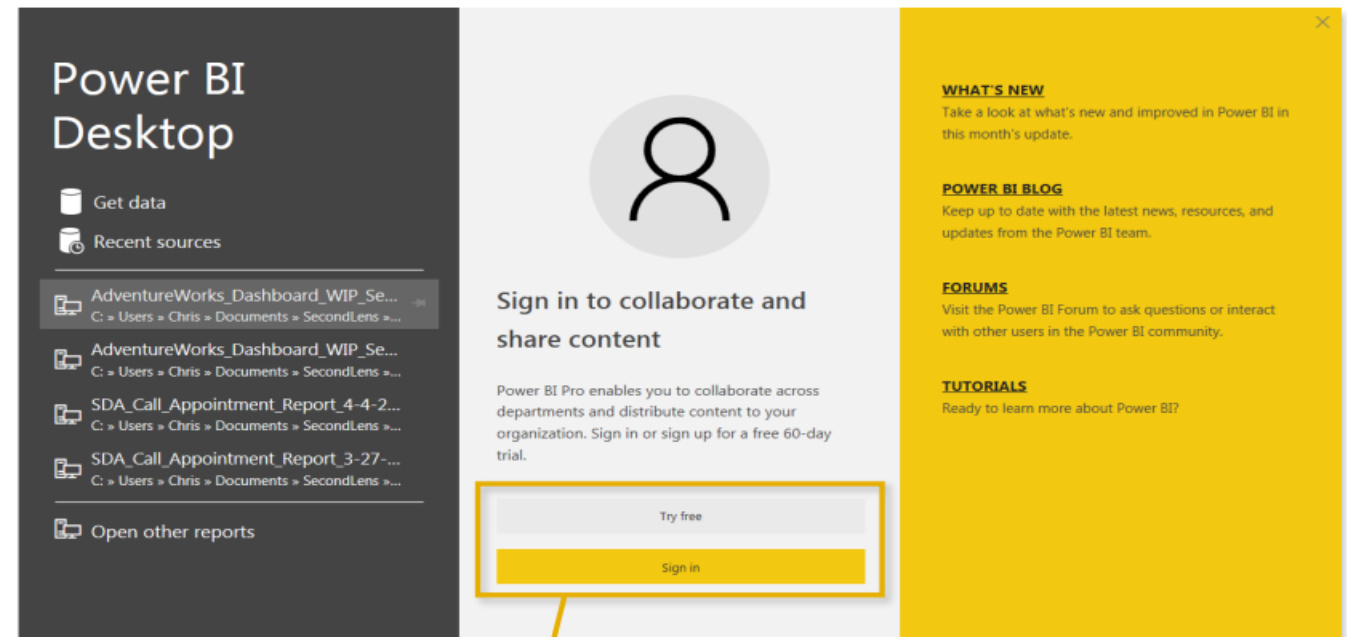 Power BI
Desktop
Get data
Recent sources
AdventureWorks_Dashboard_WIP_Se...
C: » Users » Chris » Documents » SecondLens »...
AdventureWorks_Dashboard_WIP_Se...
C: » Users » Chris » Documents » SecondLens »...
SDA_Call_Appointment_Report_4-4-2...
C: » Users » Chris » Documents » SecondLens »...
SDA_Call_Appointment_Report_3-27-...
C: » Users » Chris » Documents » SecondLens »...
Open other reports
Sign in to collaborate and
share content
Power BI Pro enables you to collaborate across
departments and distribute content to your
organization. Sign in or sign up for a free 60-day
trial.
Try free
Sign in
WHAT'S NEW
Take a look at what's new and improved in Power BI in
this month's update.
POWER BI BLOG
Keep up to date with the latest news, resources, and
updates from the Power BI team.
FORUMS
Visit the Power BI Forum to ask questions or interact
with other users in the Power BI community.
TUTORIALS
Ready to learn more about Power BI?